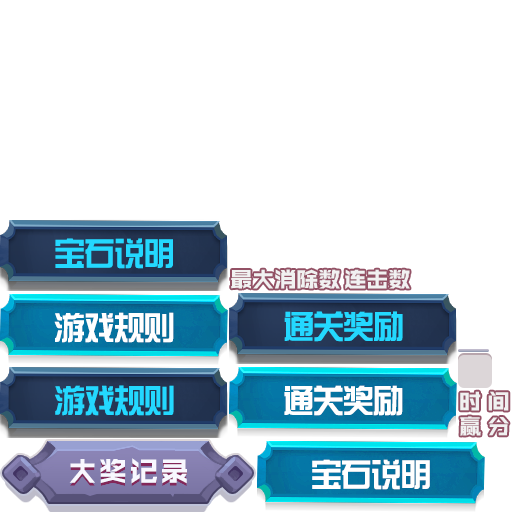 宝石说明
最大消除数 连击数
游戏规则
通关奖励
游戏规则
通关奖励
时间
赢分
大奖记录
宝石说明